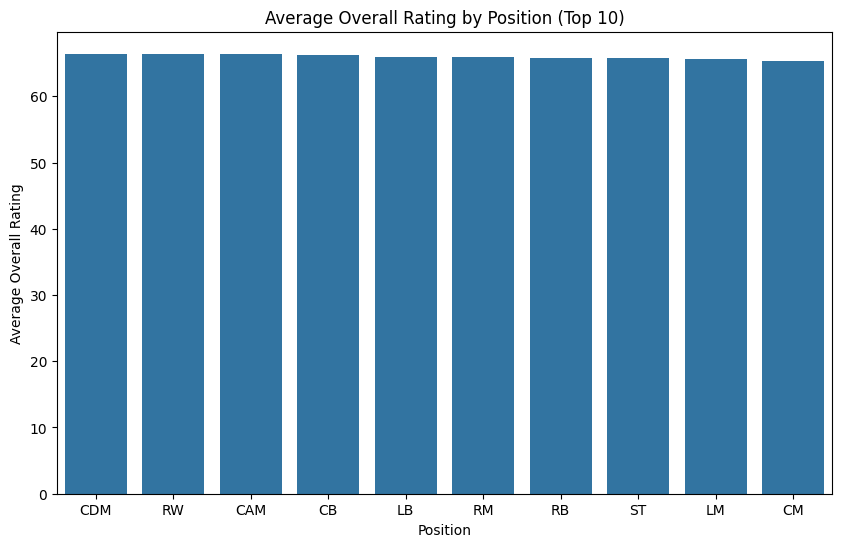 Average Overall Rating by Position (Top 10)
Average Overall Rating
60
50
40
30
20
10
0
CDM RW CAM CB LB RM RB ST LM CM
Position